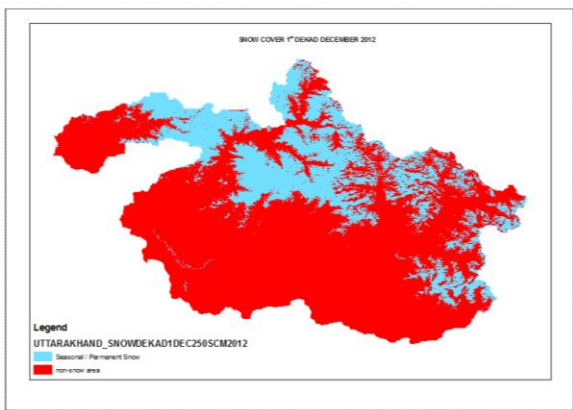 SNOW COVER 1ST DEKAD DECEMBER 2012
Legend
UTTARAKHAND_SNOWDEKAD1DEC250SCM2012
Seasonal / Permanent Snow
non-snow area